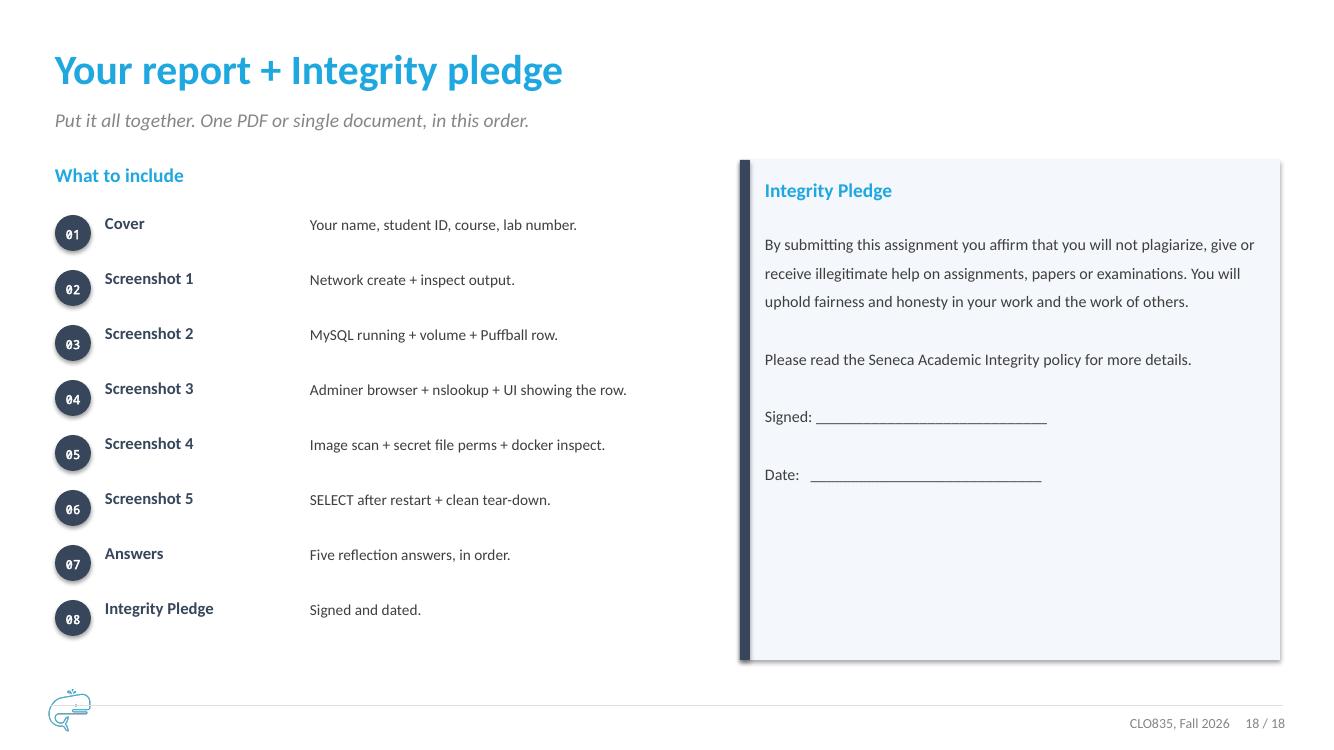 Your report + Integrity pledge
Put it all together. One PDF or single document, in this order.
What to include
01 Cover Your name, student ID, course, lab number.
02 Screenshot 1 Network create + inspect output.
03 Screenshot 2 MySQL running + volume + Puffball row.
04 Screenshot 3 Adminer browser + nslookup + UI showing the row.
05 Screenshot 4 Image scan + secret file perms + docker inspect.
06 Screenshot 5 SELECT after restart + clean tear-down.
07 Answers Five reflection answers, in order.
08 Integrity Pledge Signed and dated.
Integrity Pledge
By submitting this assignment you affirm that you will not plagiarize, give or
receive illegitimate help on assignments, papers or examinations. You will
uphold fairness and honesty in your work and the work of others.
Please read the Seneca Academic Integrity policy for more details.
Signed: _____________________________
Date: _____________________________
CLO835, Fall 2026 18 / 18